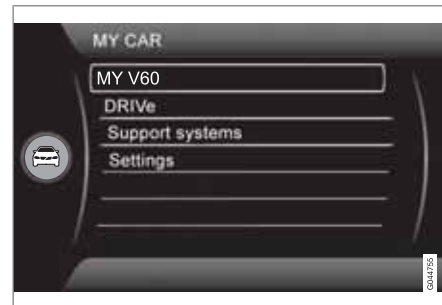 MY CAR
MY V60
DRIVe
Support systems
Settings
G044755